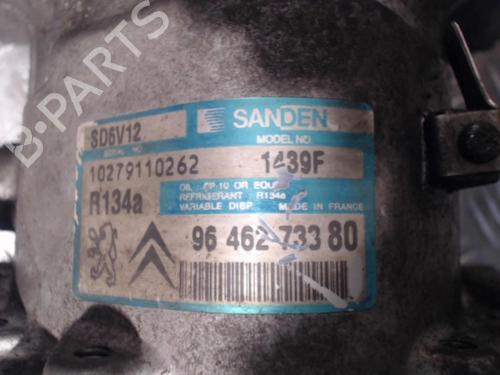 B-PARTS
SANDEN
SD6V12
SERIAL NO
MODEL NO
10279110262
1439F
R134a
OIL : SP-10 OR EQUI
REFRIGERANT : R134a
VARIABLE DISP. MADE IN FRANCE
96 462 733 80